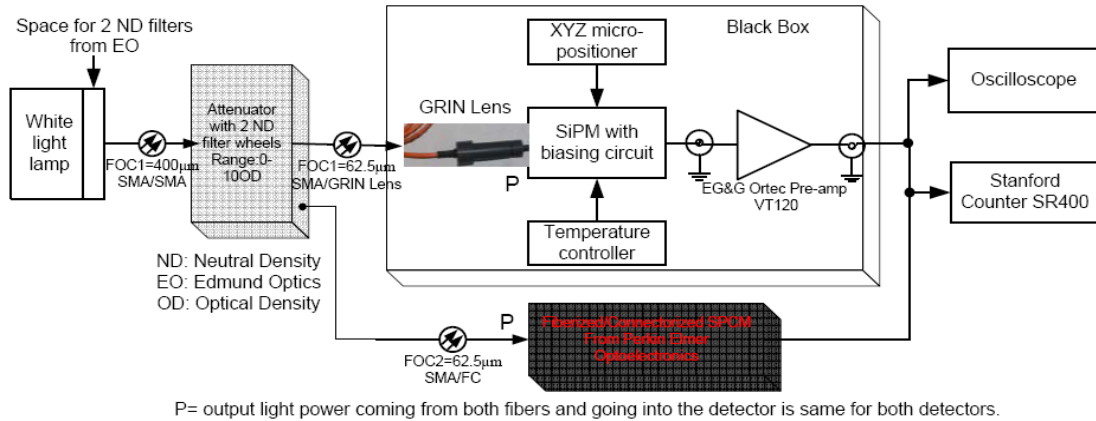 Space for 2 ND filters
from EO
White
light
lamp
FOC1=400μm
SMA/SMA
Attenuator
with 2 ND
filter wheels
Range:0-
10OD
FOC1=62.5μm
SMA/GRIN Lens
GRIN Lens
P
XYZ micro-
positioner
Black Box
SiPM with
biasing circuit
Temperature
controller
EG&G Ortec Pre-amp
VT120
Oscilloscope
Stanford
Counter SR400
ND: Neutral Density
EO: Edmund Optics
OD: Optical Density
FOC2=62.5μm
SMA/FC
P
Fiberized/Connectorized SPCM
From Perkin Elmer
Optoelectronics
P= output light power coming from both fibers and going into the detector is same for both detectors.